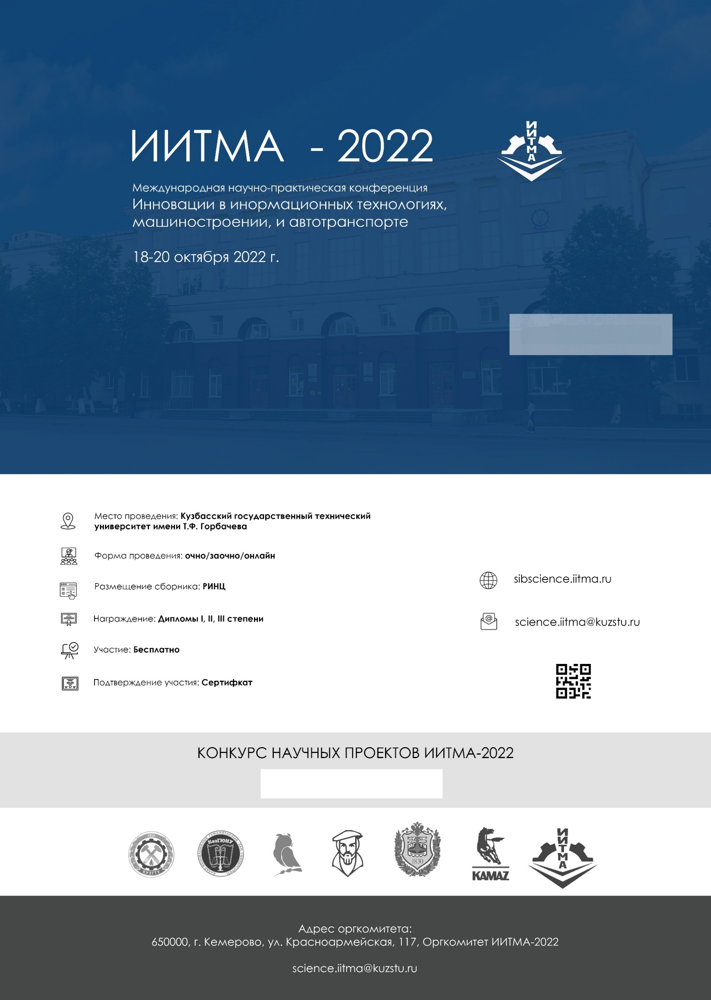 ИИТМА - 2022
ИИТМА
Международная научно-практическая конференция
Инновации в инормационных технологиях,
машиностроении, и автотранспорте
18-20 октября 2022 г.
Место проведения: Кузбасский государственный технический
университет имени Т.Ф. Горбачева
Форма проведения: очно/заочно/онлайн
Размещение сборника: РИНЦ
Награждение: Дипломы I, II, III степени
Участие: Бесплатно
Подтверждение участия: Сертифкат
sibscience.iitma.ru
science.iitma@kuzstu.ru
КОНКУРС НАУЧНЫХ ПРОЕКТОВ ИИТМА-2022
1950
КУЗГТУ
КазГЮНУ
МГТУ
1830
KAMAZ
ИИТМА
Адрес оргкомитета:
650000, г. Кемерово, ул. Красноармейская, 117, Оргкомитет ИИТМА-2022
science.iitma@kuzstu.ru